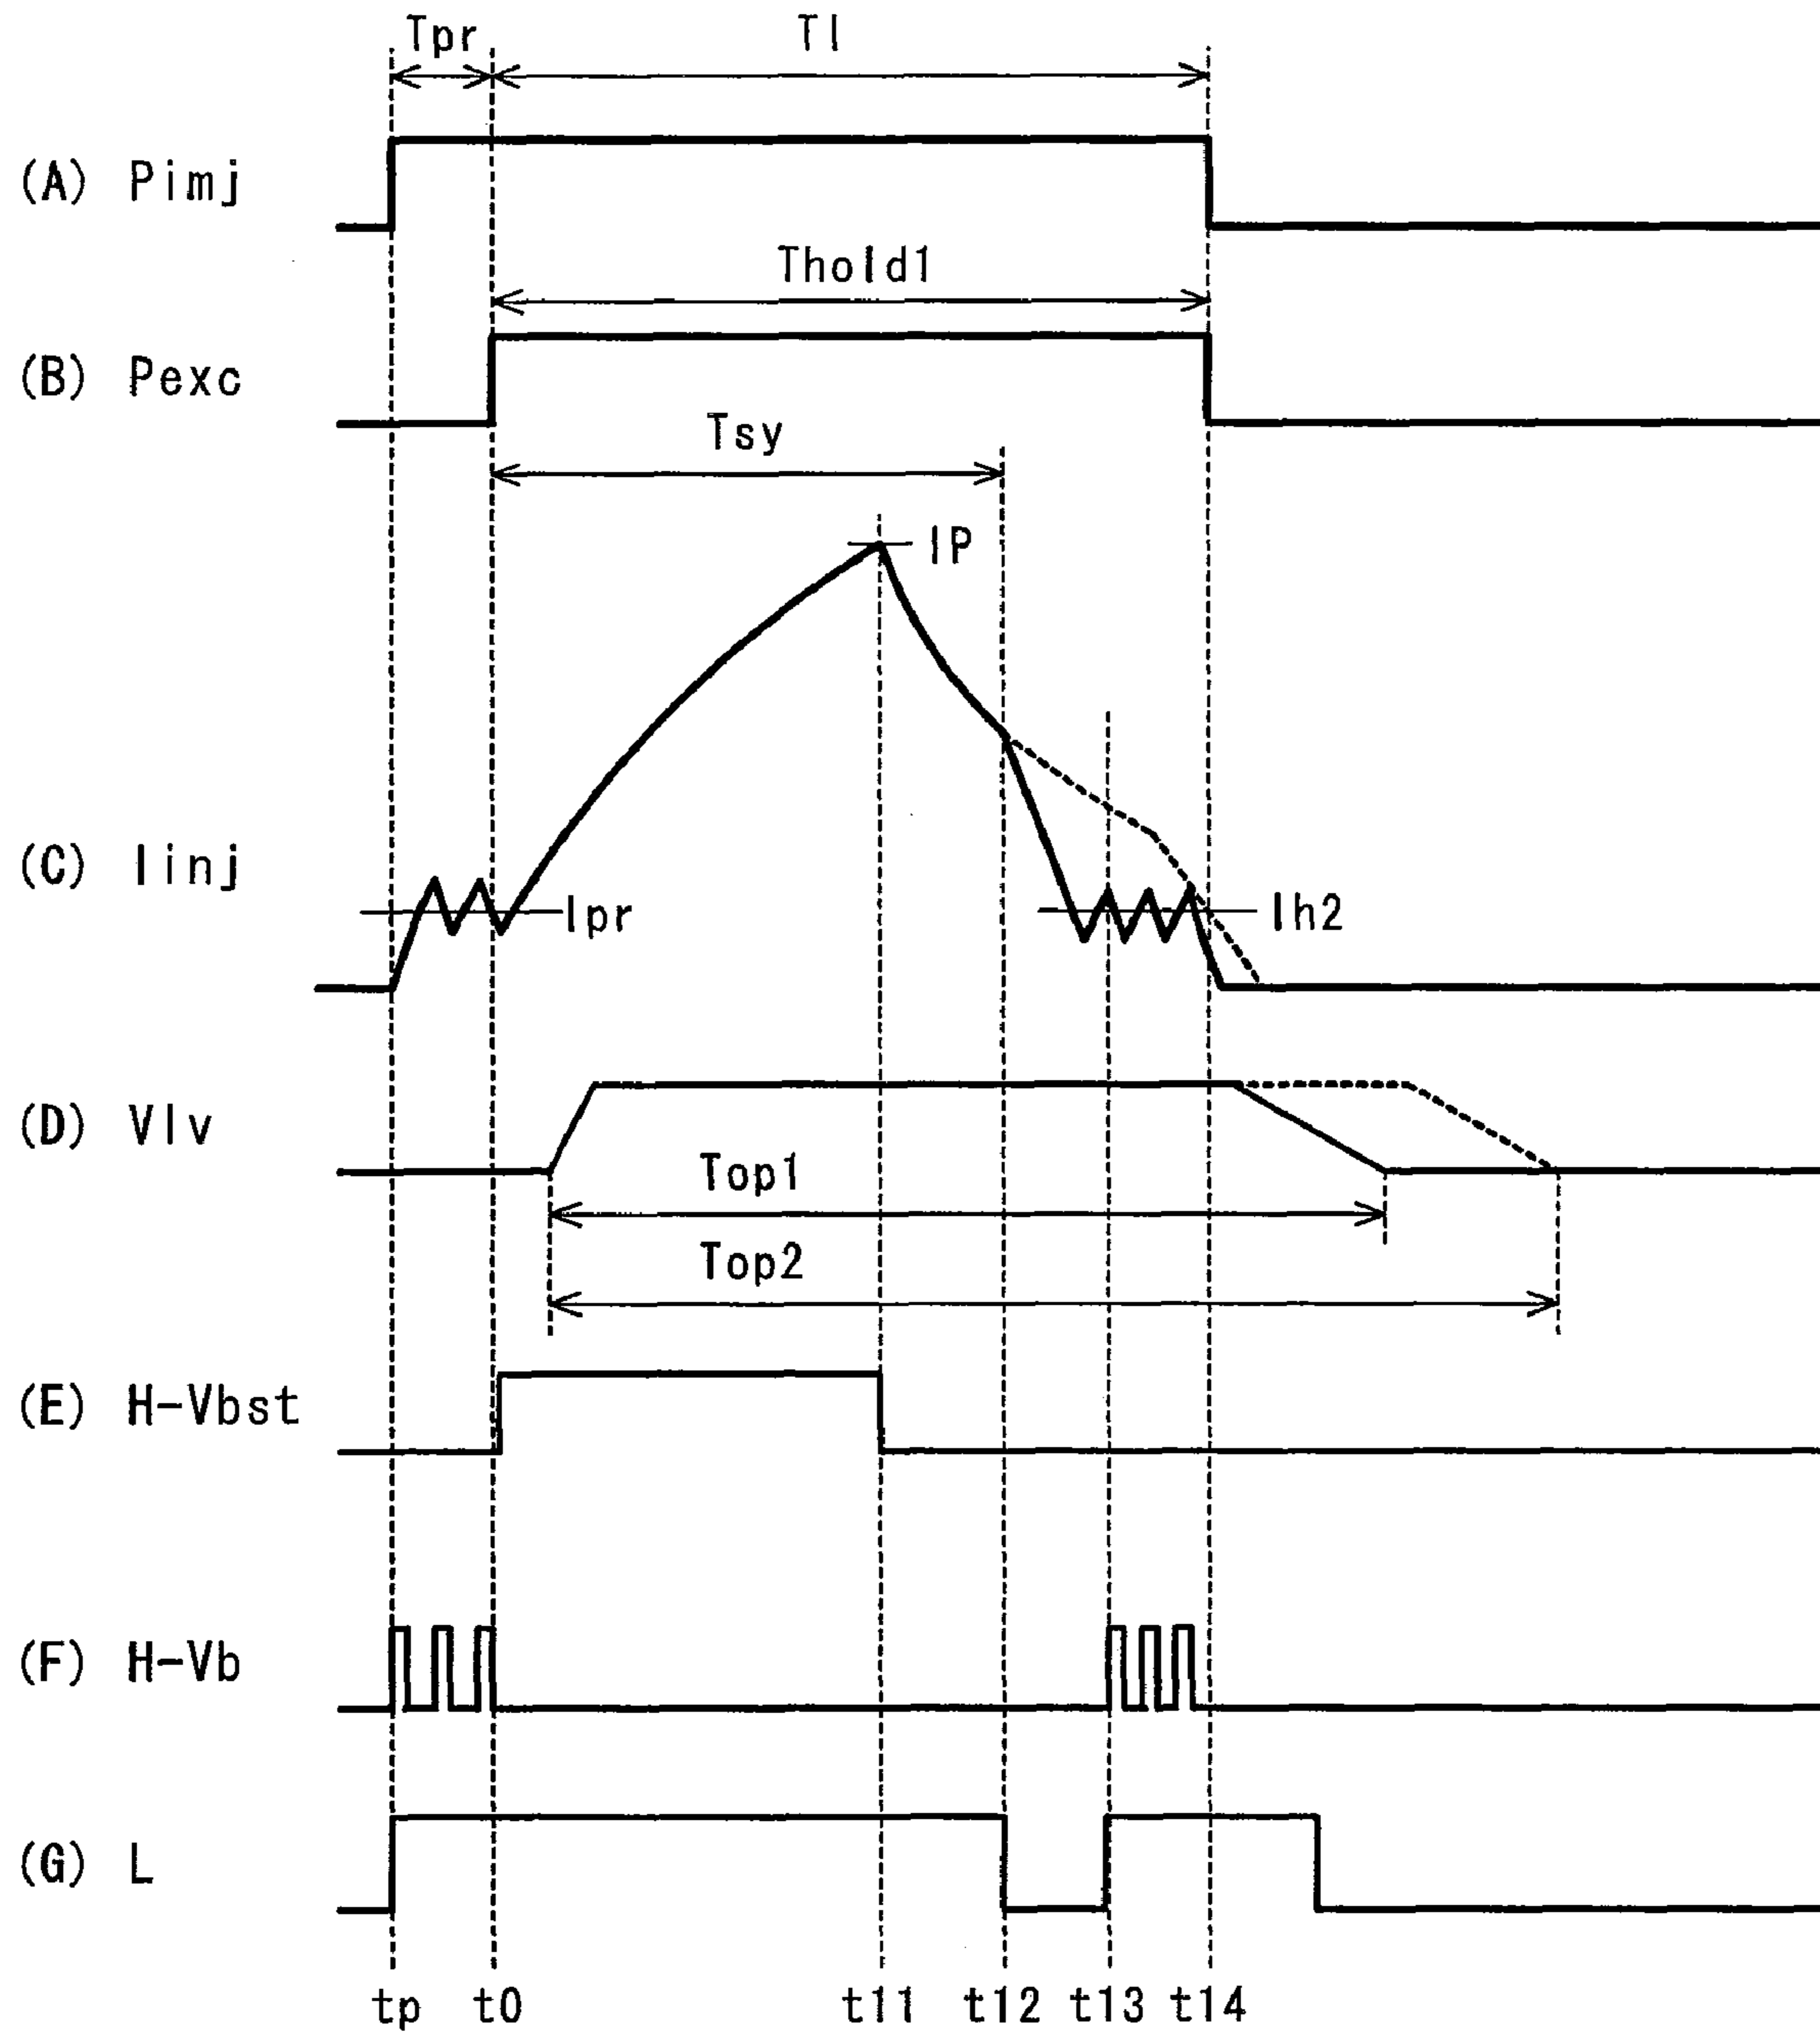 Tpr
Tl
(A) Pimj
Thold1
(B) Pexc
Tsy
IP
(C) Iinj
Ipr
Ih2
(D) Vlv
Top1
Top2
(E) H-Vbst
(F) H-Vb
(G) L
tp t0 t11 t12 t13 t14